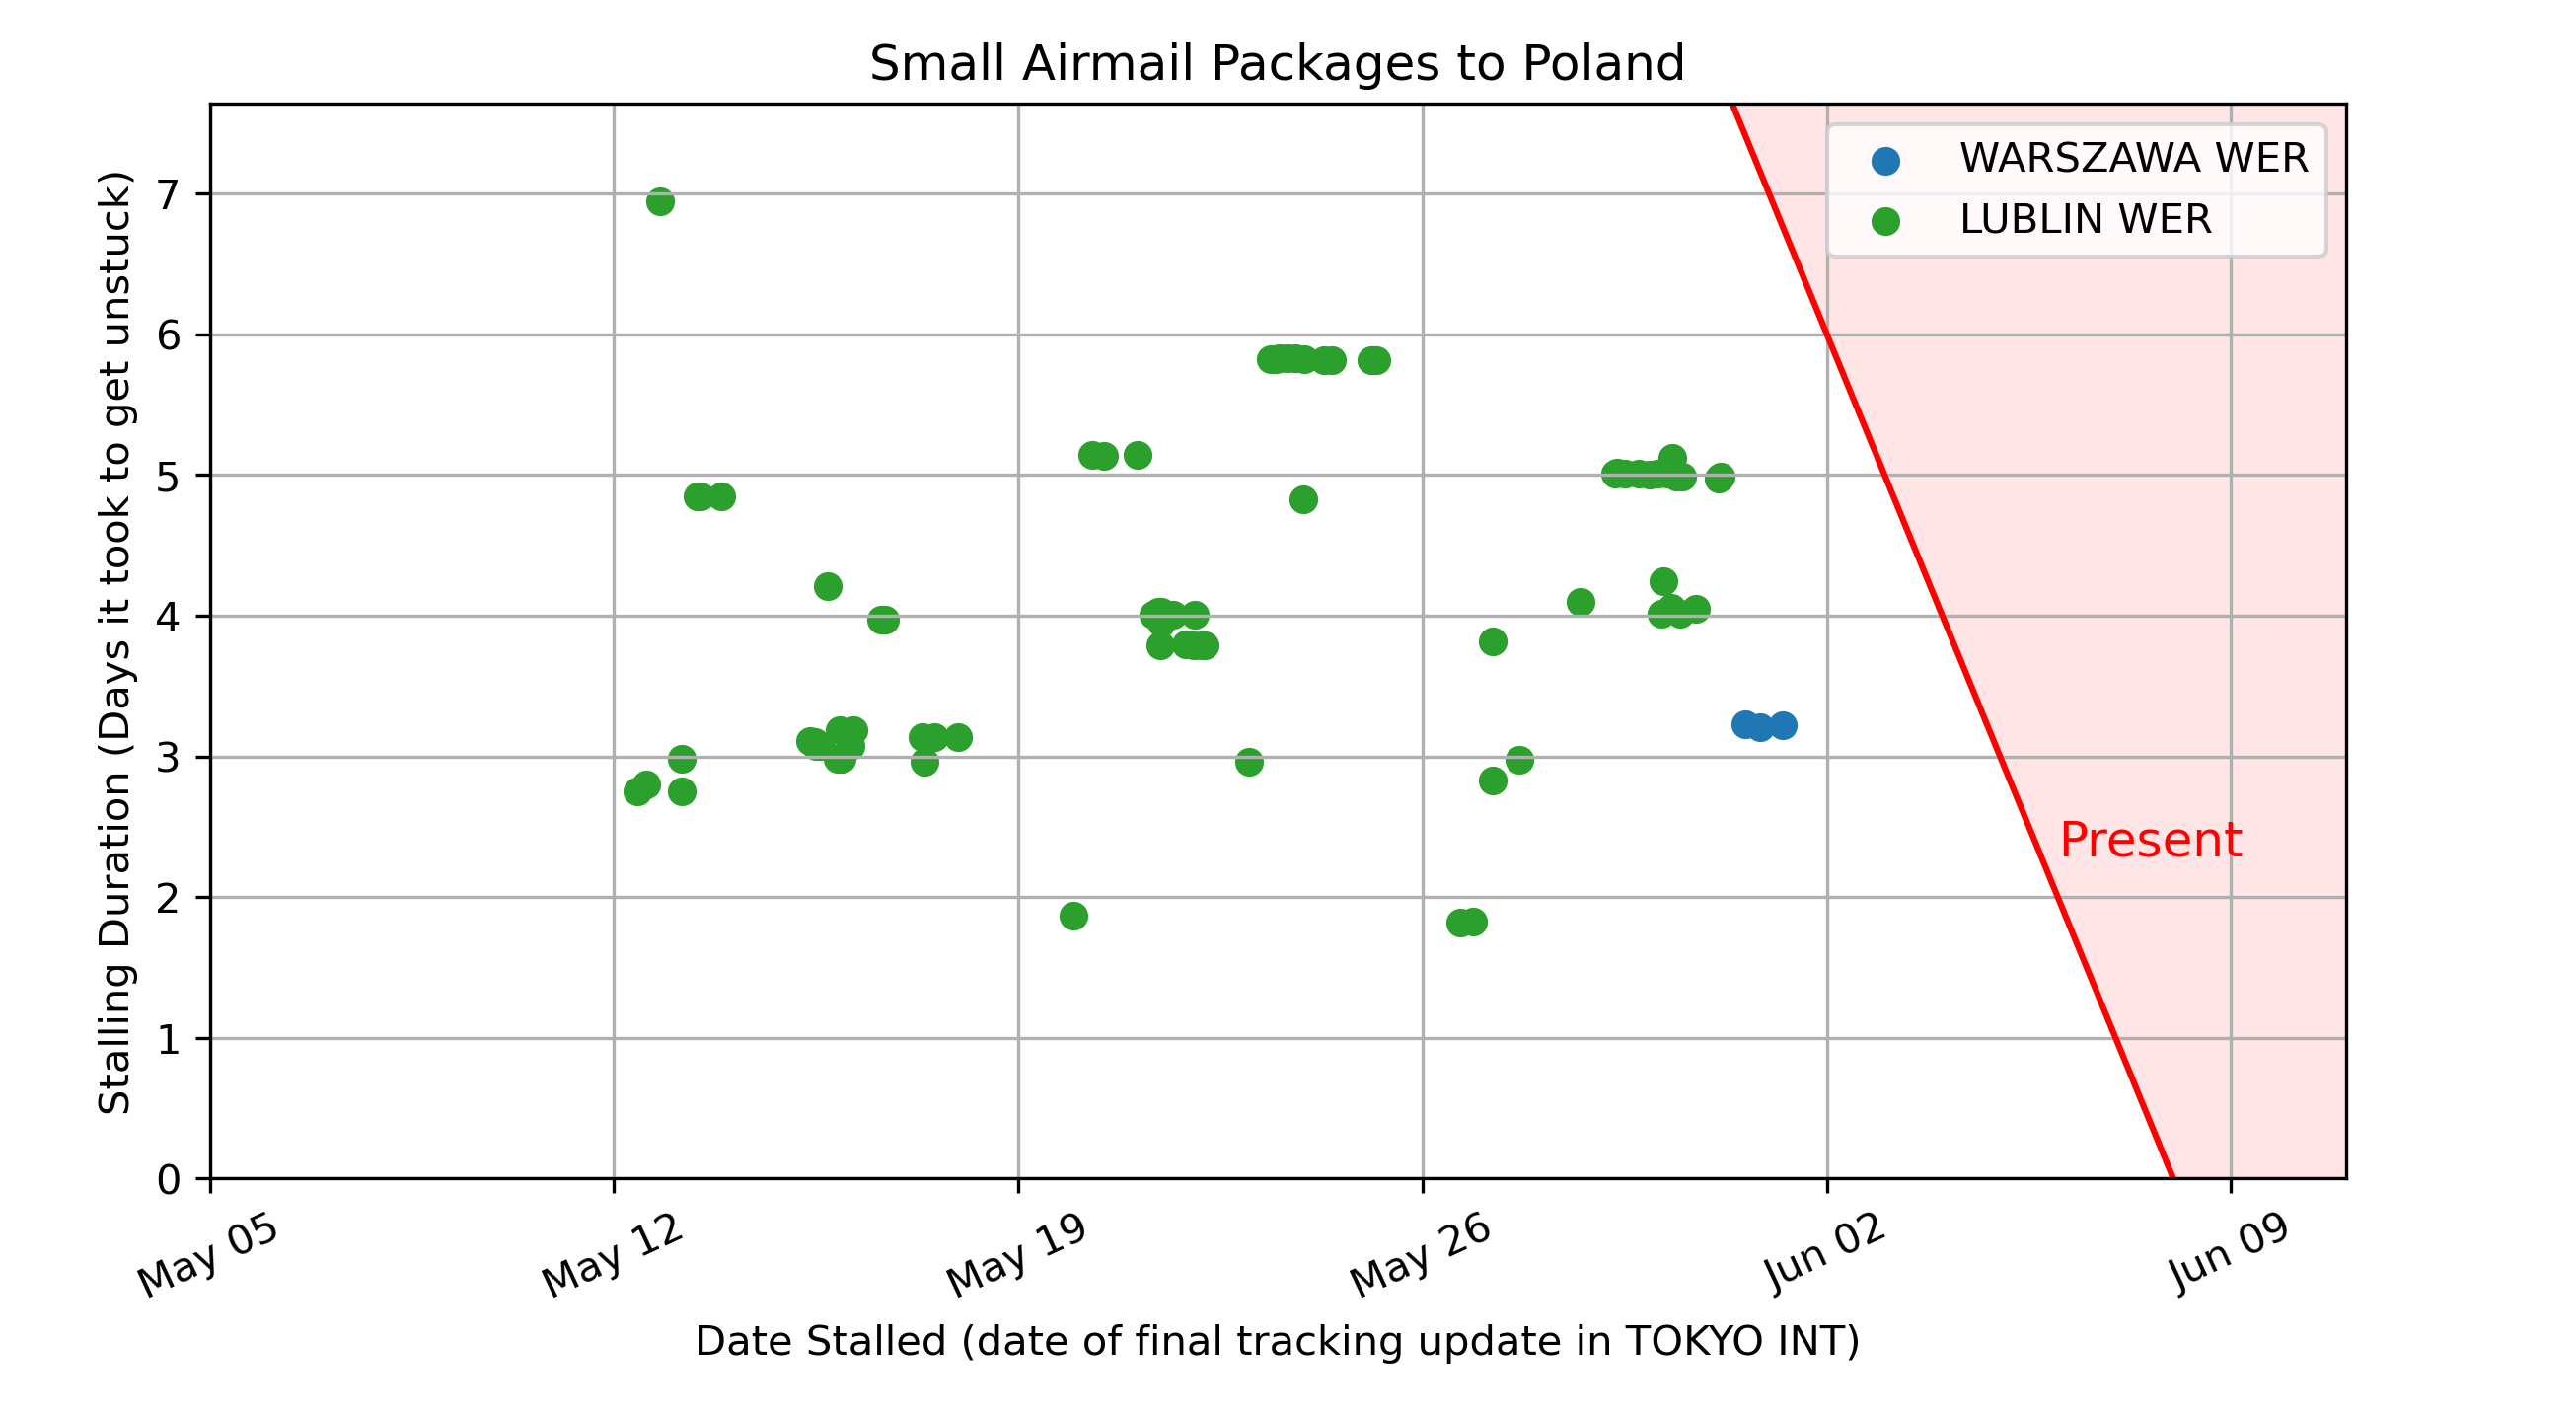 Small Airmail Packages to Poland
WARSZAWA WER
LUBLIN WER
Present
Stalling Duration (Days it took to get unstuck)
7
6
5
4
3
2
1
0
May 05
May 12
May 19
May 26
Jun 02
Jun 09
Date Stalled (date of final tracking update in TOKYO INT)